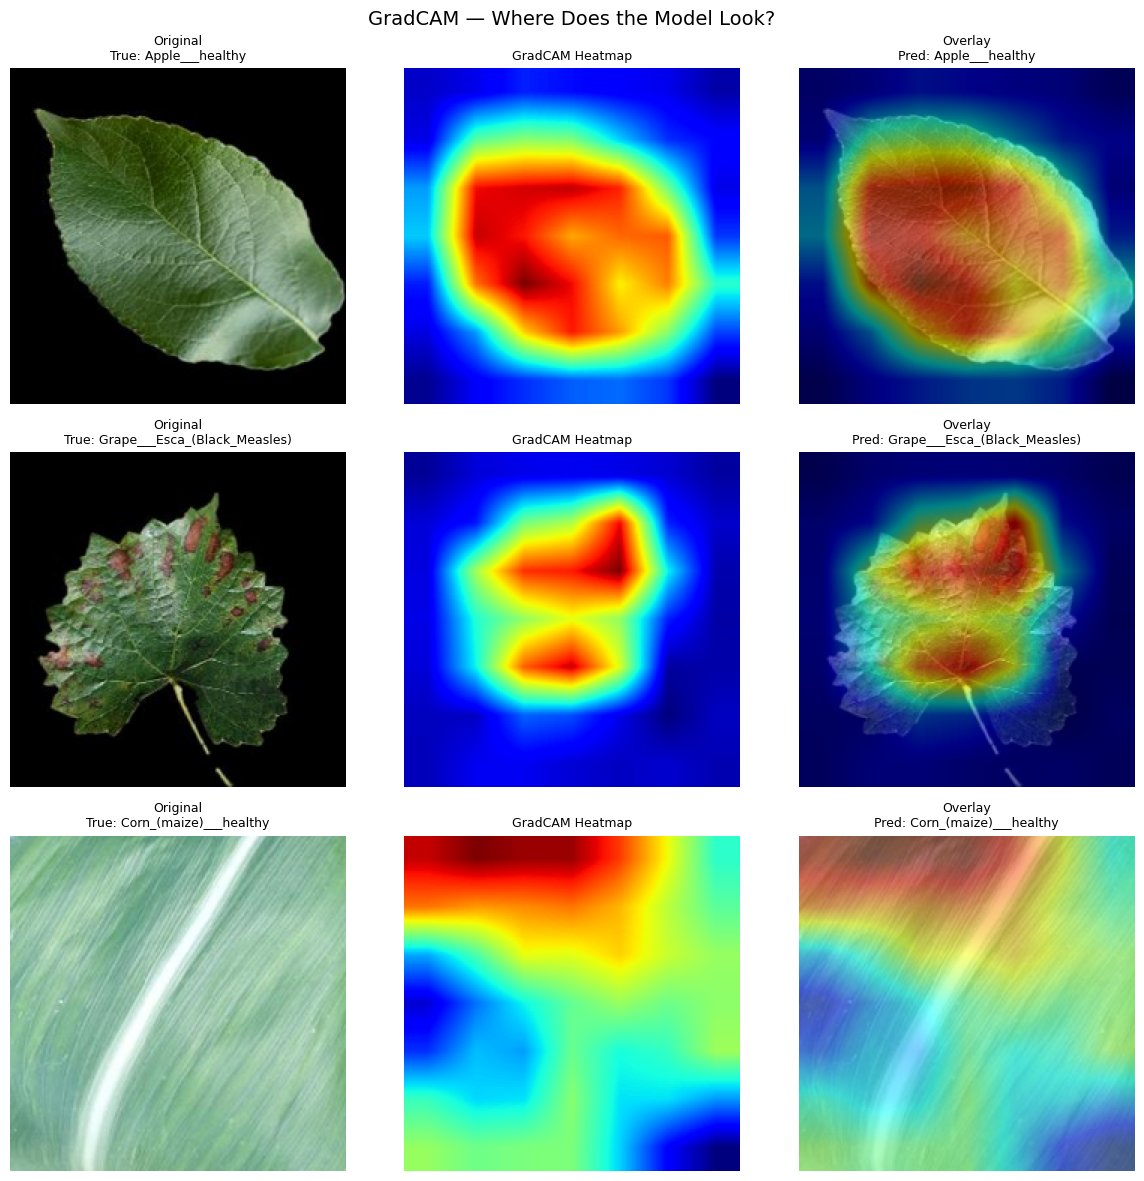 GradCAM — Where Does the Model Look?
Original
True: Apple___healthy
GradCAM Heatmap
Overlay
Pred: Apple___healthy
Original
True: Grape___Esca_(Black_Measles)
GradCAM Heatmap
Overlay
Pred: Grape___Esca_(Black_Measles)
Original
True: Corn_(maize)___healthy
GradCAM Heatmap
Overlay
Pred: Corn_(maize)___healthy